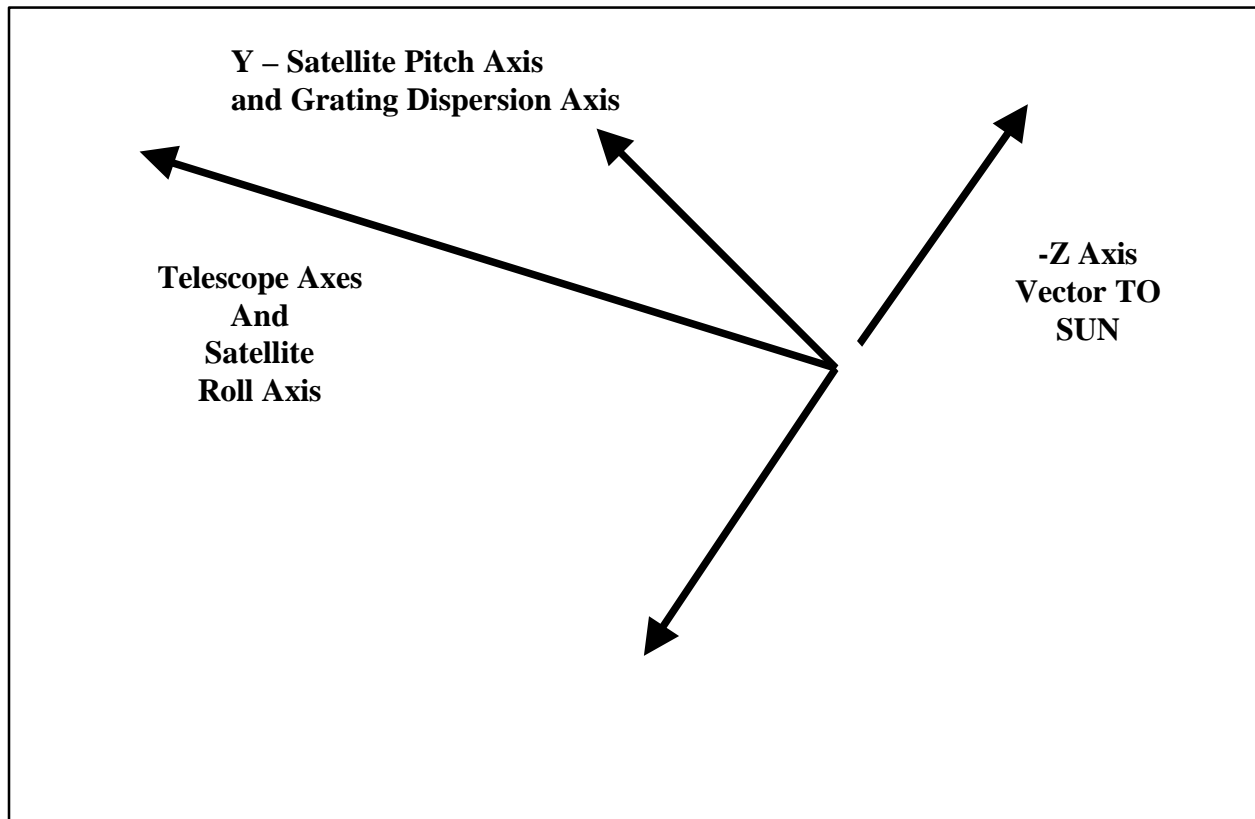 Y – Satellite Pitch Axis
and Grating Dispersion Axis
Telescope Axes
And
Satellite
Roll Axis
-Z Axis
Vector TO
SUN